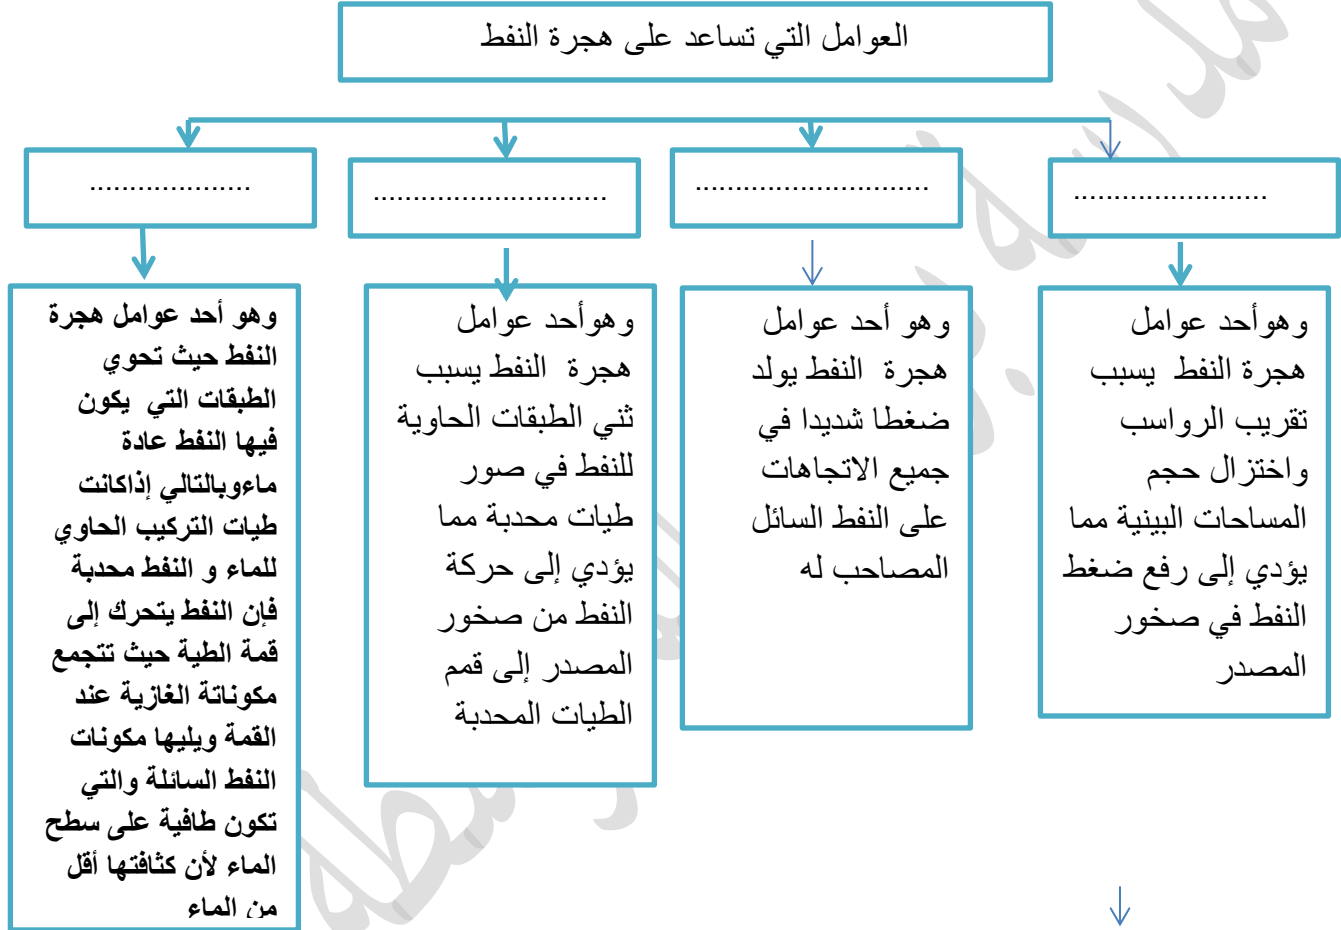 العوامل التي تساعد على هجرة النفط
........................
.............................
.............................
....................
وهوأحد عوامل
هجرة النفط يسبب
تقريب الرواسب
واختزال حجم
المساحات البينية مما
يؤدي إلى رفع ضغط
النفط في صخور
المصدر
وهو أحد عوامل
هجرة النفط يولد
ضغطا شديدا في
جميع الاتجاهات
على النفط السائل
المصاحب له
وهوأحد عوامل
هجرة النفط يسبب
ثني الطبقات الحاوية
للنفط في صور
طيات محدبة مما
يؤدي إلى حركة
النفط من صخور
المصدر إلى قمم
الطيات المحدبة
وهو أحد عوامل هجرة
النفط حيث تحوي
الطبقات التي يكون
فيها النفط عادة
ماءوبالتالي إذاكانت
طيات التركيب الحاوي
للماء و النفط محدبة
فإن النفط يتحرك إلى
قمة الطية حيث تتجمع
مكوناتة الغازية عند
القمة ويليها مكونات
النفط السائلة والتي
تكون طافية على سطح
الماء لأن كثافتها أقل
من الماء